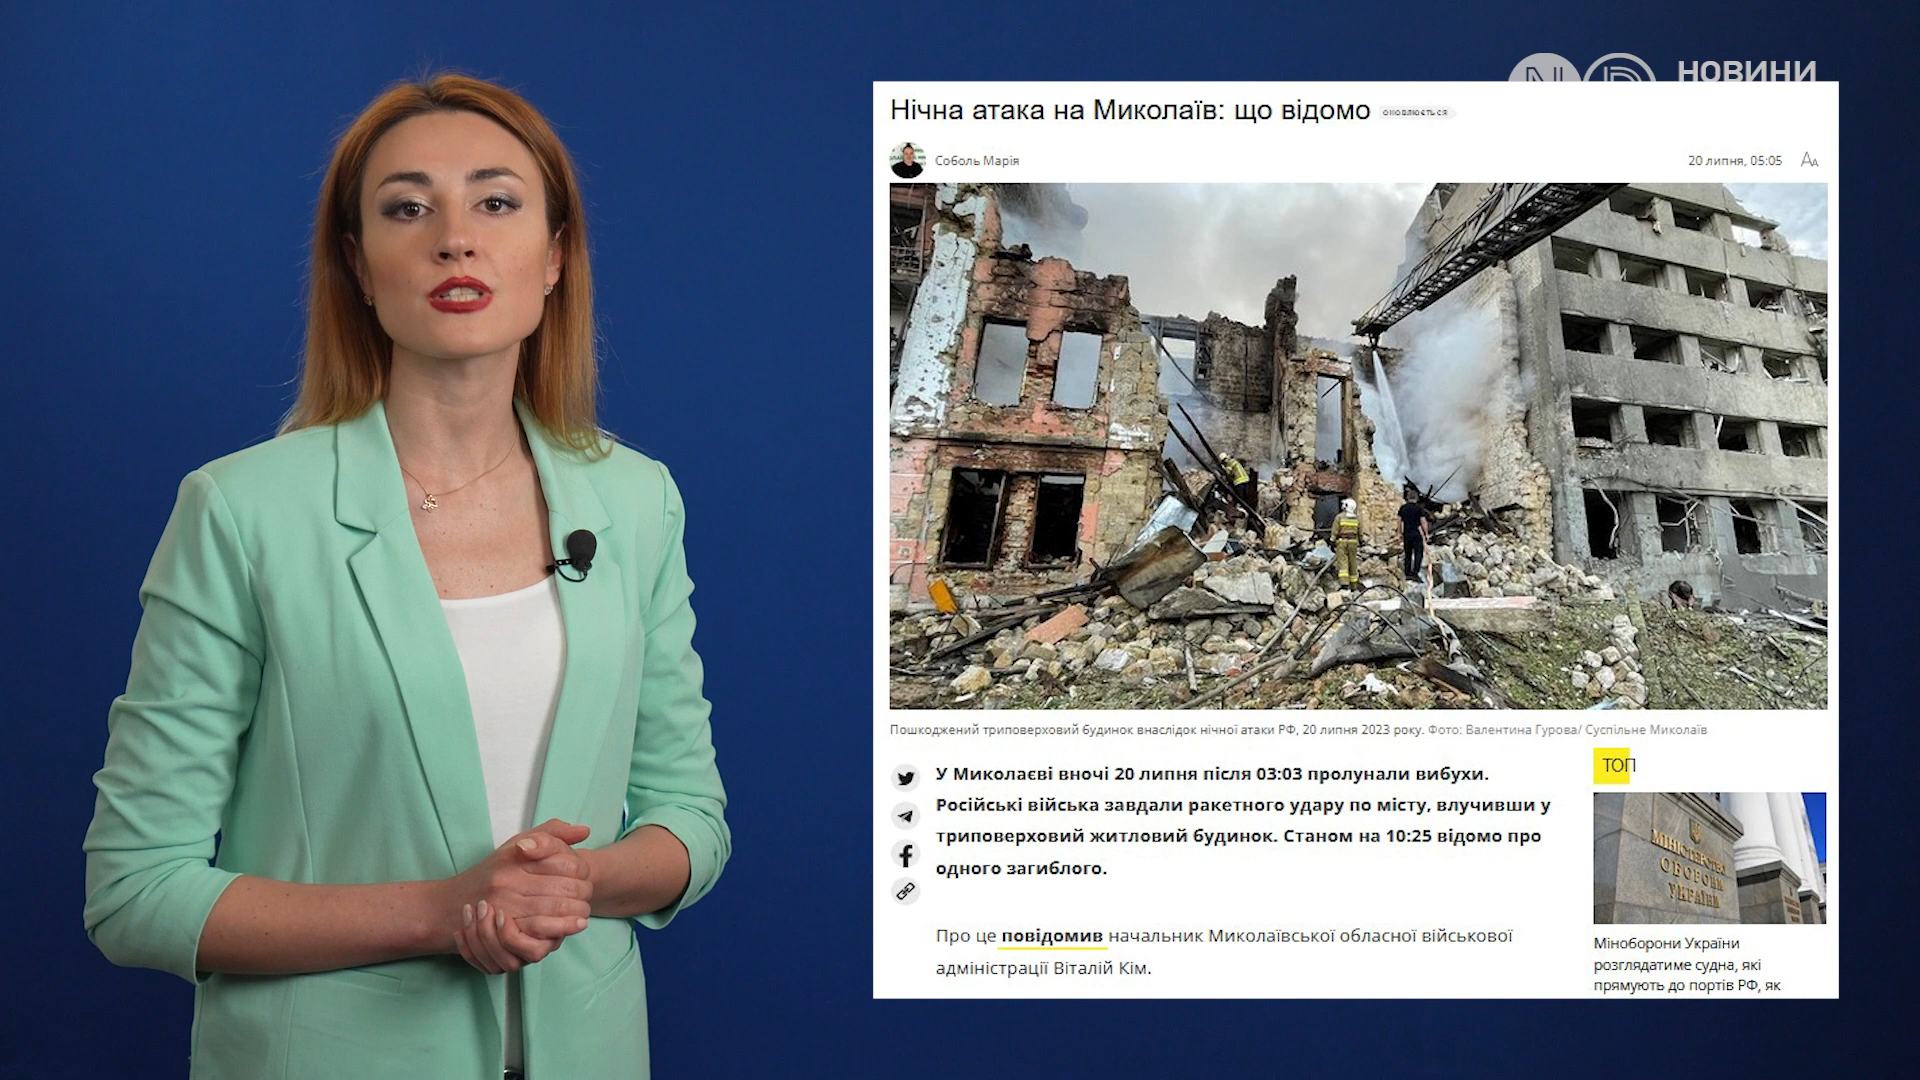 НОВИНИ
Нічна атака на Миколаїв: що відомо
оновлюється
Соболь Марія
20 липня, 05:05
Пошкоджений триповерховий будинок внаслідок нічної атаки РФ, 20 липня 2023 року. Фото: Валентина Гурова/ Суспільне Миколаїв
У Миколаєві вночі 20 липня після 03:03 пролунали вибухи.
Російські війська завдали ракетного удару по місту, влучивши у
триповерховий житловий будинок. Станом на 10:25 відомо про
одного загиблого.
Про це повідомив начальник Миколаївської обласної військової
адміністрації Віталій Кім.
ТОП
МІНІСТЕРСТВО
ОБОРОНИ
УКРАЇНИ
Міноборони України
розглядатиме судна, які
прямують до портів РФ, як